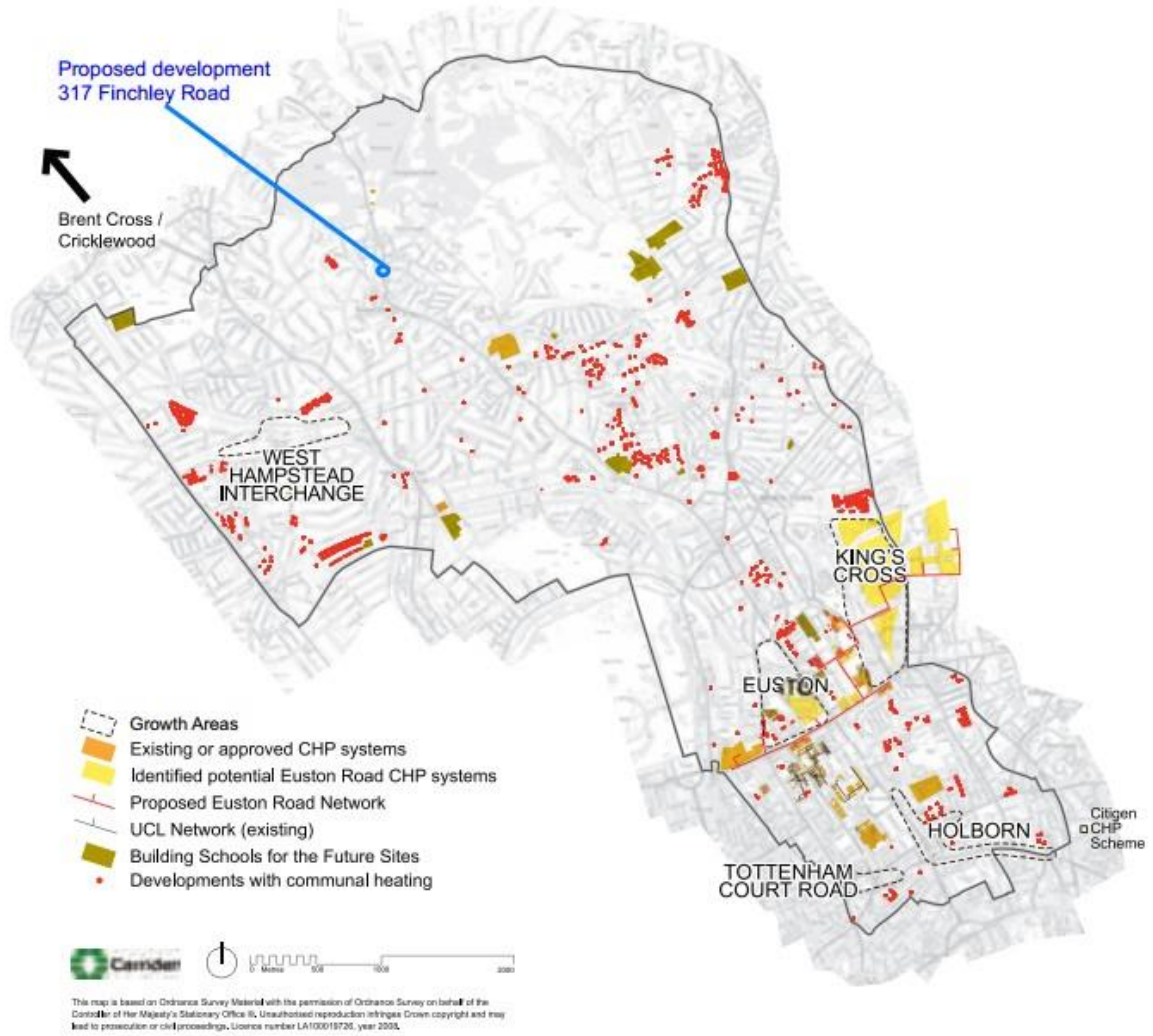 Proposed development
317 Finchley Road
Brent Cross /
Cricklewood
WEST
HAMPSTEAD
INTERCHANGE
KING'S
CROSS
EUSTON
HOLBORN
Citigen
CHP
Scheme
TOTTENHAM
COURT ROAD
Growth Areas
Existing or approved CHP systems
Identified potential Euston Road CHP systems
Proposed Euston Road Network
UCL Network (existing)
Building Schools for the Future Sites
Developments with communal heating
Camden
0 Metres 500 1000 2000
This map is based on Ordnance Survey Material with the permission of Ordnance Survey on behalf of the
Controller of Her Majesty's Stationary Office ©. Unauthorised reproduction infringes Crown copyright and may
lead to prosecution or civil proceedings. Licence number LA100019726, year 2008.